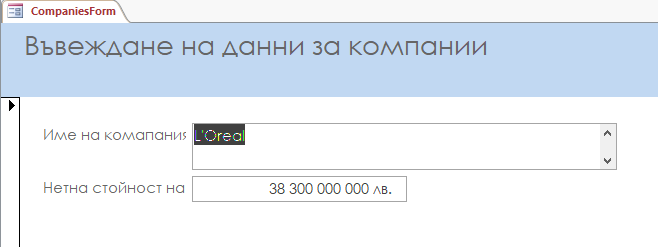 CompaniesForm
Въвеждане на данни за компании
Име на комапания L'Oreal
Нетна стойност на 38 300 000 000 лв.